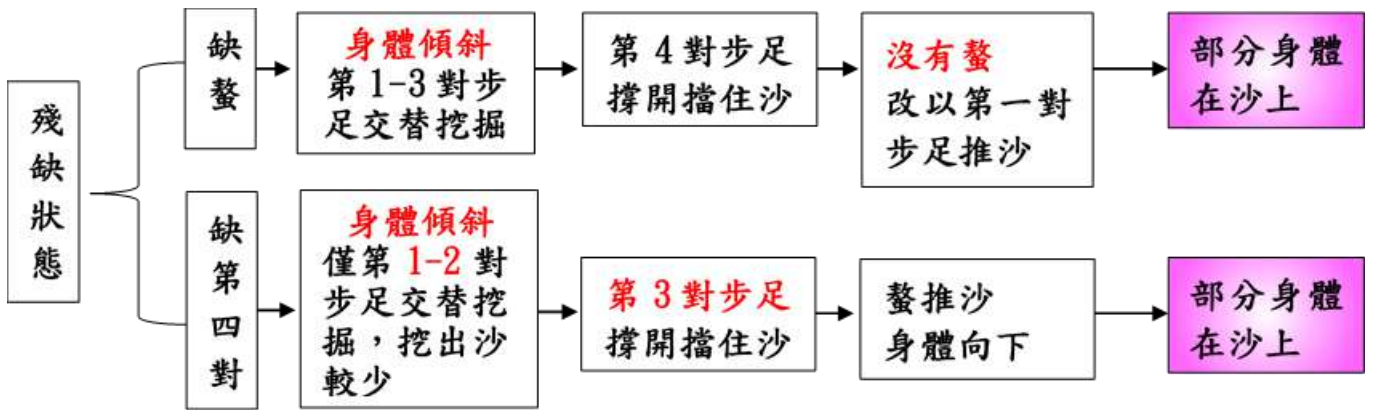 殘缺狀態
缺螯
身體傾斜
第 1-3 對步
足交替挖掘
第 4 對步足
撐開擋住沙
沒有螯
改以第一對
步足推沙
部分身體
在沙上
缺第四對
身體傾斜
僅第 1-2 對
步足交替挖
掘，挖出沙
較少
第 3 對步足
撐開擋住沙
螯推沙
身體向下
部分身體
在沙上